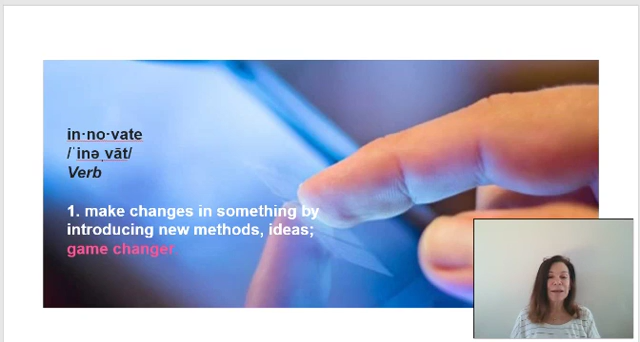 in·no·vate
/ˈinəˌvāt/
Verb
1. make changes in something by
introducing new methods, ideas;
game changer